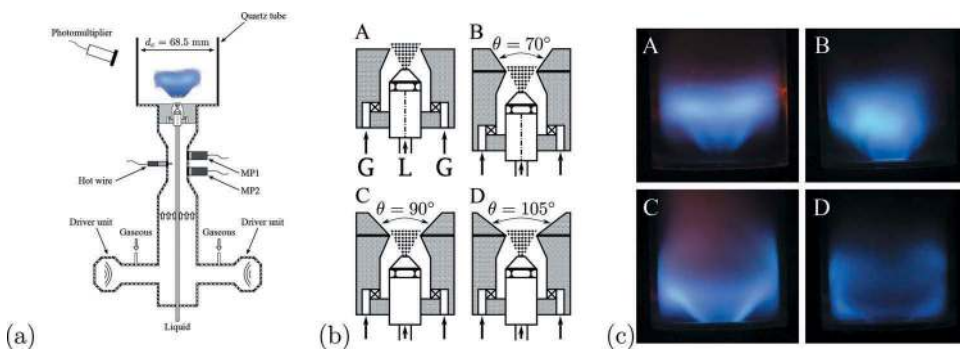 Quartz tube
Photomultiplier
d_c = 68.5 mm
Hot wire
MP1
MP2
Driver unit
Gaseous
Gaseous
Driver unit
Liquid
(a)
A
G
L
G
B
θ = 70°
C
θ = 90°
D
θ = 105°
(b)
A
B
C
D
(c)